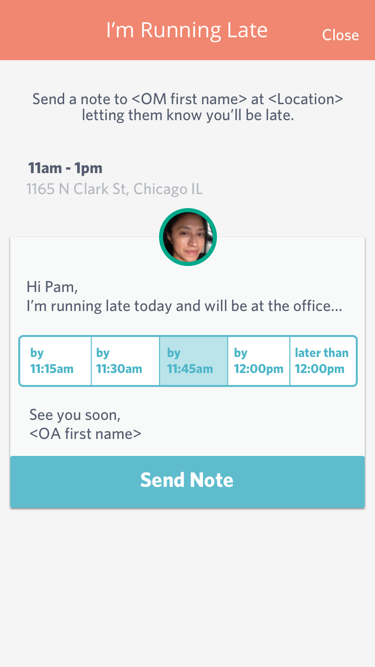 I'm Running Late
Close
Send a note to <OM first name> at <Location>
letting them know you'll be late.
11am - 1pm
1165 N Clark St, Chicago IL
Hi Pam,
I'm running late today and will be at the office...
by
11:15am
by
11:30am
by
11:45am
by
12:00pm
later than
12:00pm
See you soon,
<OA first name>
Send Note